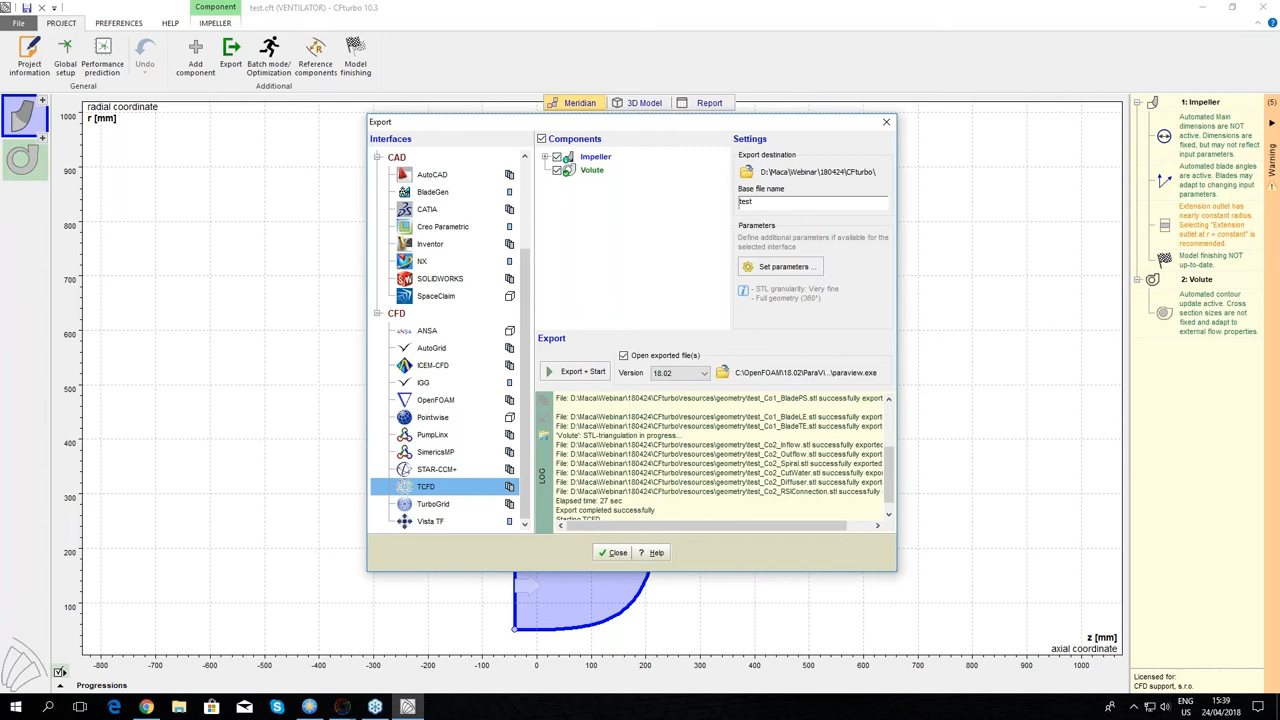 Component
test.cft (VENTILATOR) - CFturbo 10.3
File
PROJECT
PREFERENCES
HELP
IMPELLER
Project information
Global setup
Performance prediction
Undo
Add component
Export
Batch mode/ Optimization
Reference components
Model finishing
General
Additional
Meridian
3D Model
Report
radial coordinate
r [mm]
1000
900
800
700
600
500
400
300
200
100
-800
-700
-600
-500
-400
-300
-200
-100
0
100
200
300
400
500
600
700
800
900
1000
z [mm]
axial coordinate
Progressions
Export
Interfaces
CAD
AutoCAD
BladeGen
CATIA
Creo Parametric
Inventor
NX
SOLIDWORKS
SpaceClaim
CFD
ANSA
AutoGrid
ICEM-CFD
IGG
OpenFOAM
Pointwise
PumpLinx
SimericsMP
STAR-CCM+
TCFD
TurboGrid
Vista TF
Components
Impeller
Volute
Settings
Export destination
D:\Maca\Webinar\180424\CFturbo\
Base file name
test
Parameters
Define additional parameters if available for the
selected interface
Set parameters ...
- STL granularity: Very fine
- Full geometry (360°)
Export
Open exported file(s)
Export + Start
Version
18.02
C:\OpenFOAM\18.02\ParaVi...\paraview.exe
LOG
File: D:\Maca\Webinar\180424\CFturbo\resources\geometry\test_Co1_BladePS.stl successfully export
File: D:\Maca\Webinar\180424\CFturbo\resources\geometry\test_Co1_BladeLE.stl successfully export
File: D:\Maca\Webinar\180424\CFturbo\resources\geometry\test_Co1_BladeTE.stl successfully export
'Volute': STL-triangulation in progress...
File: D:\Maca\Webinar\180424\CFturbo\resources\geometry\test_Co2_Inflow.stl successfully exported
File: D:\Maca\Webinar\180424\CFturbo\resources\geometry\test_Co2_Outflow.stl successfully exporte
File: D:\Maca\Webinar\180424\CFturbo\resources\geometry\test_Co2_Spiral.stl successfully exported
File: D:\Maca\Webinar\180424\CFturbo\resources\geometry\test_Co2_CutWater.stl successfully expor
File: D:\Maca\Webinar\180424\CFturbo\resources\geometry\test_Co2_Diffuser.stl successfully export
File: D:\Maca\Webinar\180424\CFturbo\resources\geometry\test_Co2_RSIConnection.stl successfully
Elapsed time: 27 sec
Export completed successfully
Starting TCFD
Close
Help
1: Impeller
(5)
Automated Main
dimensions are NOT
active. Dimensions are
fixed, but may not reflect
input parameters.
Automated blade angles
are active. Blades may
adapt to changing input
parameters.
Extension outlet has
nearly constant radius.
Selecting "Extension
outlet at r = constant" is
recommended.
Model finishing NOT
up-to-date.
2: Volute
Automated contour
update active. Cross
section sizes are not
fixed and adapt to
external flow properties.
Warning
Licensed for:
CFD support, s.r.o.
ENG
US
15:39
24/04/2018